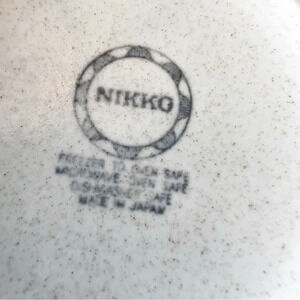 NIKKO
FREEZER TO OVEN SAFE
MICROWAVE OVEN SAFE
DISHWASHER SAFE
MADE IN JAPAN